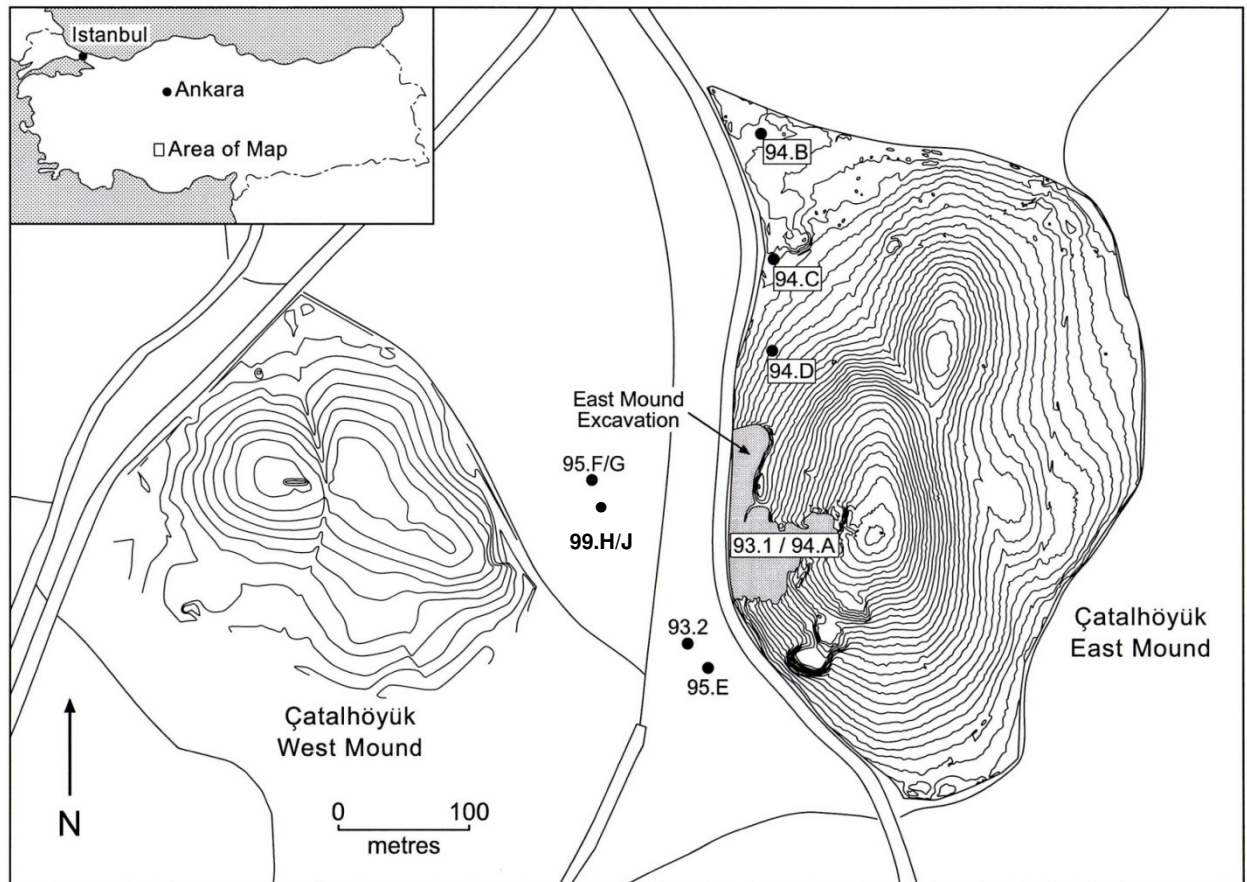 Istanbul
Ankara
Area of Map
94.B
94.C
94.D
East Mound
Excavation
95.F/G
99.H/J
93.1 / 94.A
93.2
95.E
Çatalhöyük
East Mound
Çatalhöyük
West Mound
N
0 100
metres